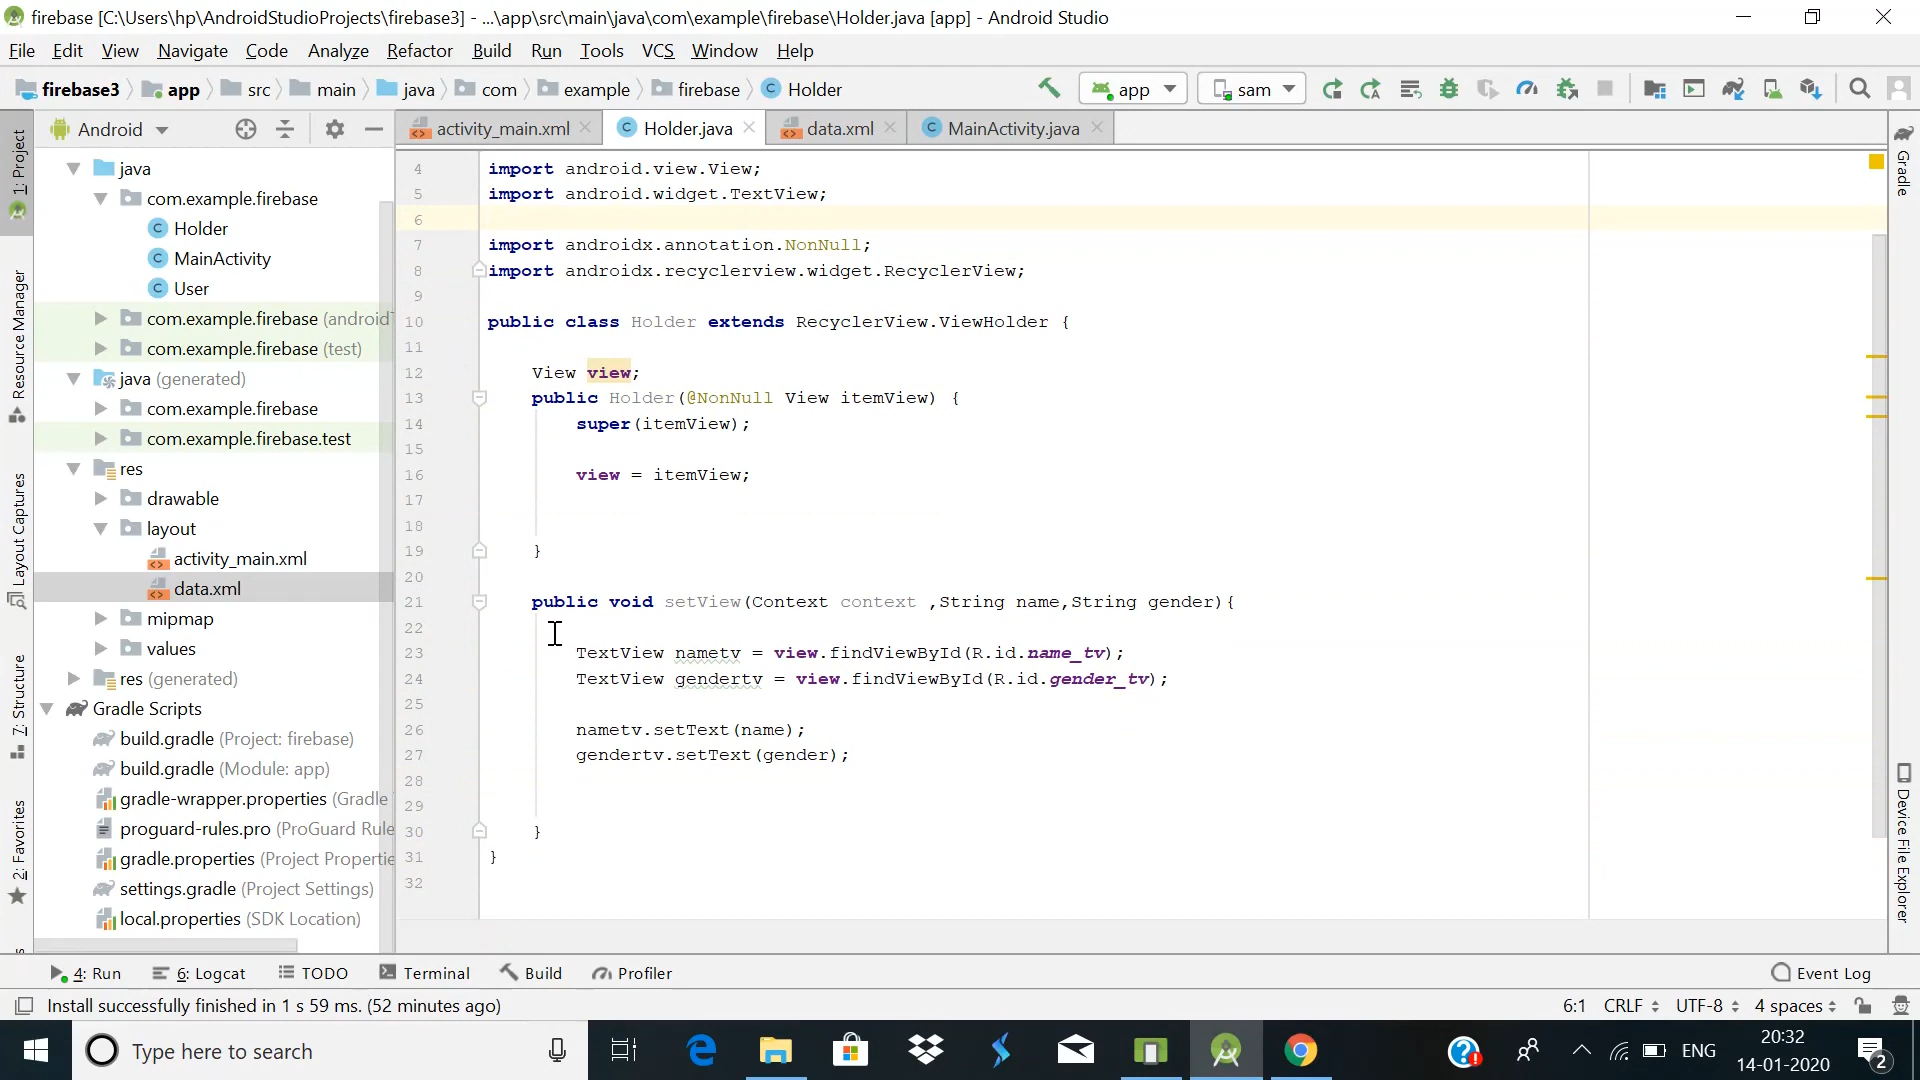 firebase [C:\Users\hp\AndroidStudioProjects\firebase3] - ...\app\src\main\java\com\example\firebase\Holder.java [app] - Android Studio
File Edit View Navigate Code Analyze Refactor Build Run Tools VCS Window Help
firebase3 app src main java com example firebase C Holder app sam
1: Project
Resource Manager
Layout Captures
7: Structure
2: Favorites
Android
java
com.example.firebase
C Holder
C MainActivity
C User
com.example.firebase (android
com.example.firebase (test)
java (generated)
com.example.firebase
com.example.firebase.test
res
drawable
layout
activity_main.xml
data.xml
mipmap
values
res (generated)
Gradle Scripts
build.gradle (Project: firebase)
build.gradle (Module: app)
gradle-wrapper.properties (Gradle
proguard-rules.pro (ProGuard Rule
gradle.properties (Project Propertie
settings.gradle (Project Settings)
local.properties (SDK Location)
activity_main.xml C Holder.java data.xml C MainActivity.java
4 import android.view.View;
5 import android.widget.TextView;
6
7 import androidx.annotation.NonNull;
8 import androidx.recyclerview.widget.RecyclerView;
9
10 public class Holder extends RecyclerView.ViewHolder {
11
12 View view;
13 public Holder(@NonNull View itemView) {
14 super(itemView);
15
16 view = itemView;
17
18
19 }
20
21 public void setView(Context context ,String name,String gender){
22
23 TextView nametv = view.findViewById(R.id.name_tv);
24 TextView gendertv = view.findViewById(R.id.gender_tv);
25
26 nametv.setText(name);
27 gendertv.setText(gender);
28
29
30 }
31 }
32
Gradle
Device File Explorer
4: Run 6: Logcat TODO Terminal Build Profiler Event Log
Install successfully finished in 1 s 59 ms. (52 minutes ago) 6:1 CRLF UTF-8 4 spaces
Type here to search ENG 20:32
14-01-2020 2